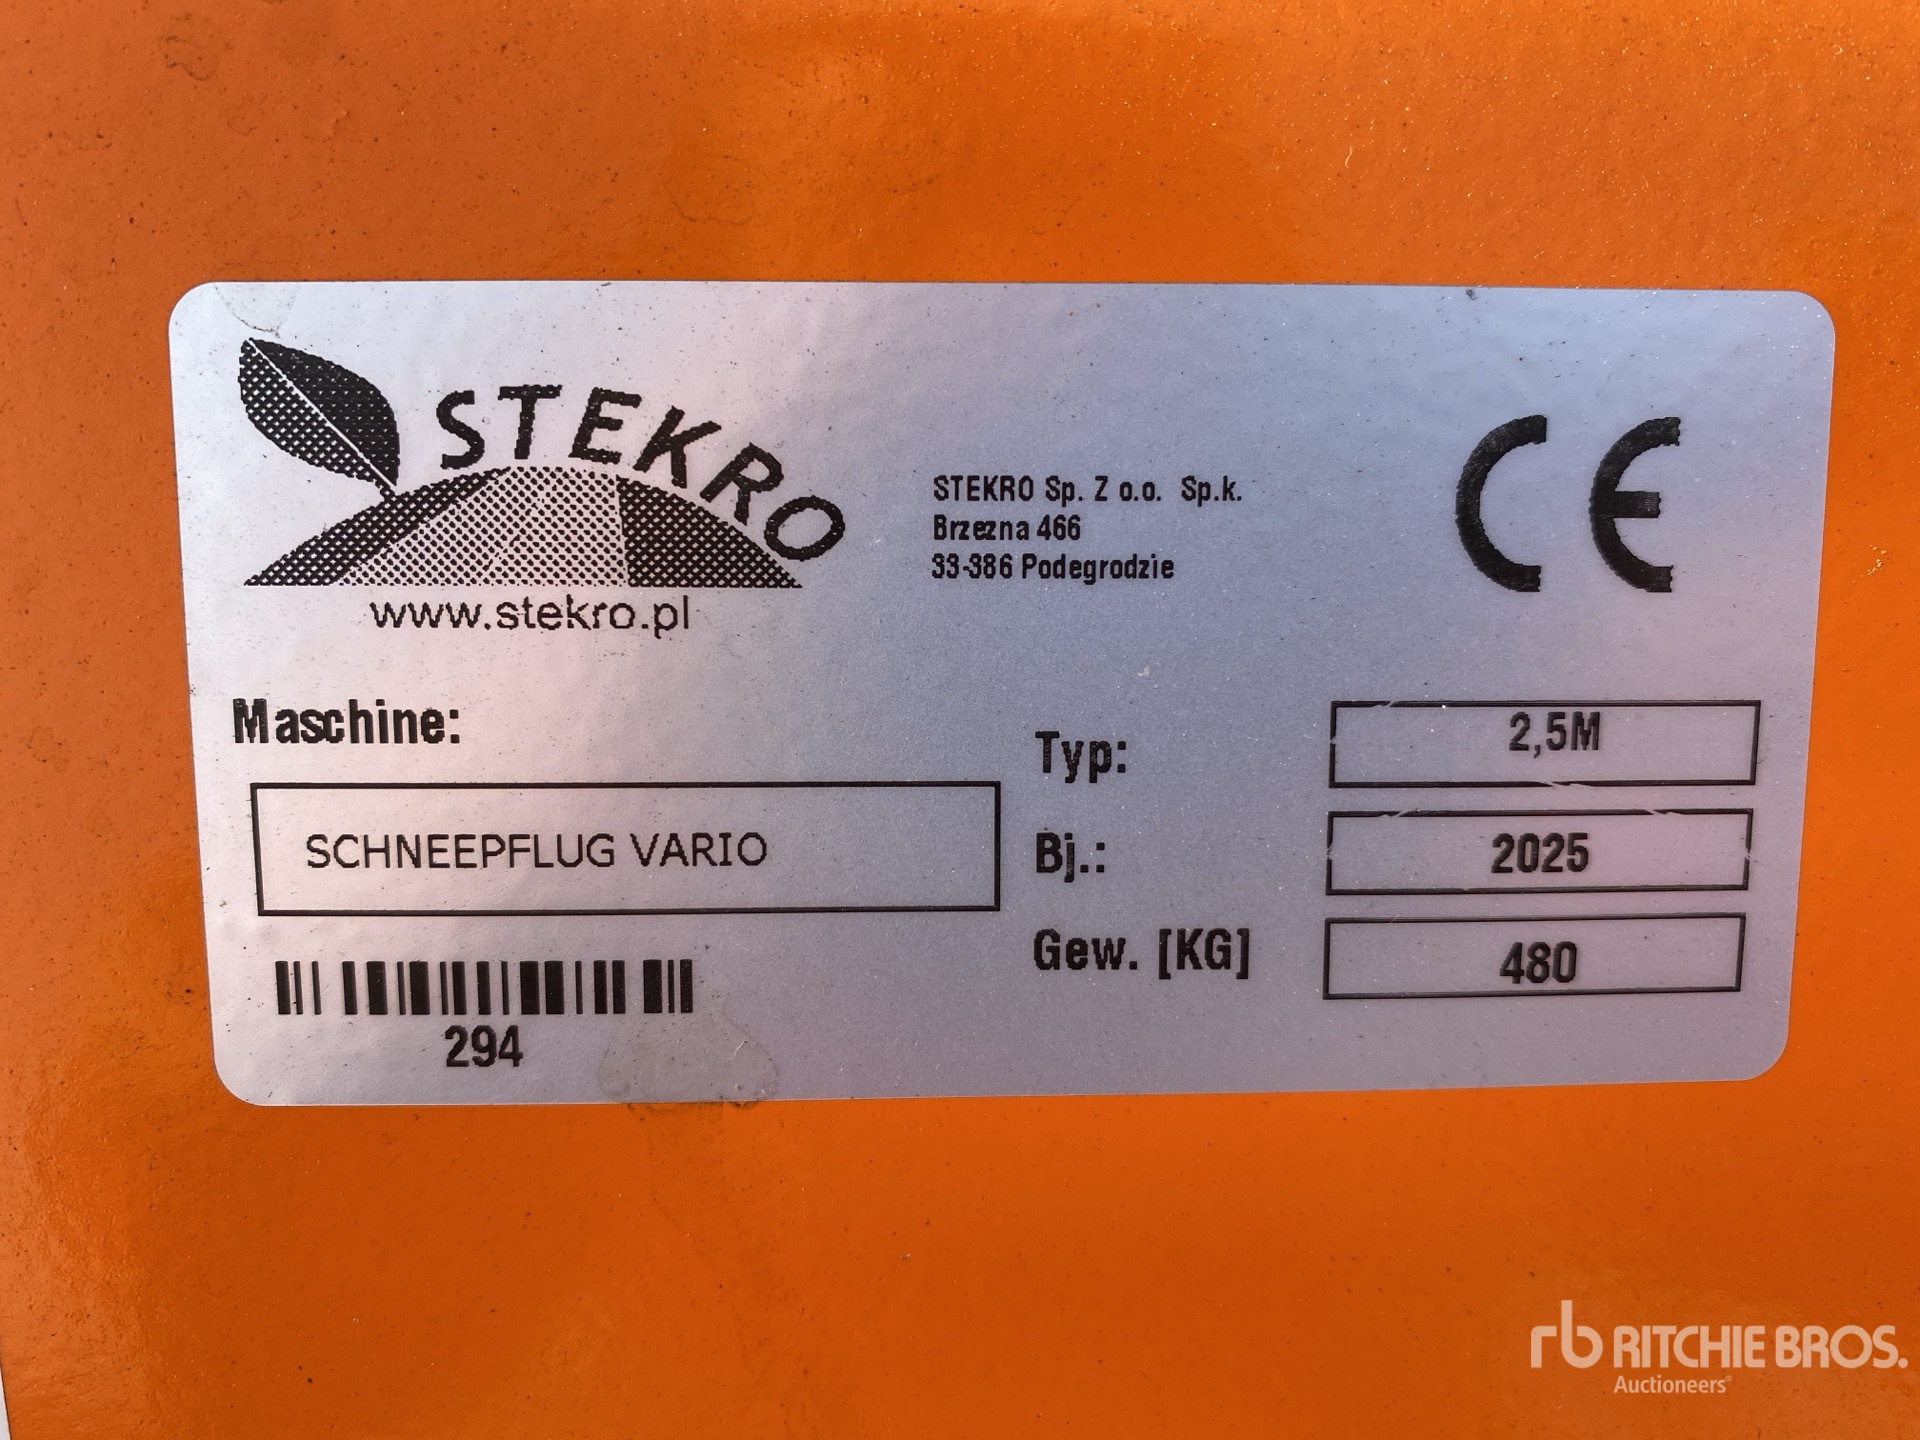 STEKRO
www.stekro.pl
STEKRO Sp. Z o.o. Sp.k.
Brzezna 466
33-386 Podegrodzie
CE
Maschine:
SCHNEEPFLUG VARIO
294
Typ: 2,5M
Bj.: 2025
Gew. [KG] 480
rb RITCHIE BROS.
Auctioneers®